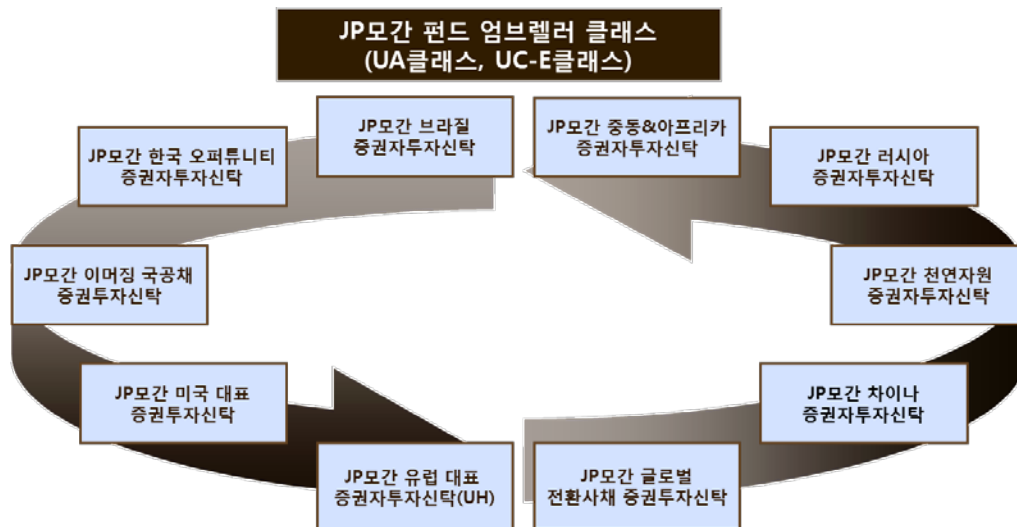 JP모간 펀드 엄브렐러 클래스
(UA클래스, UC-E클래스)
JP모간 브라질
증권자투자신탁
JP모간 중동&아프리카
증권자투자신탁
JP모간 한국 오퍼튜니티
증권자투자신탁
JP모간 러시아
증권자투자신탁
JP모간 이머징 국공채
증권투자신탁
JP모간 천연자원
증권자투자신탁
JP모간 미국 대표
증권투자신탁
JP모간 차이나
증권자투자신탁
JP모간 유럽 대표
증권자투자신탁(UH)
JP모간 글로벌
전환사채 증권투자신탁